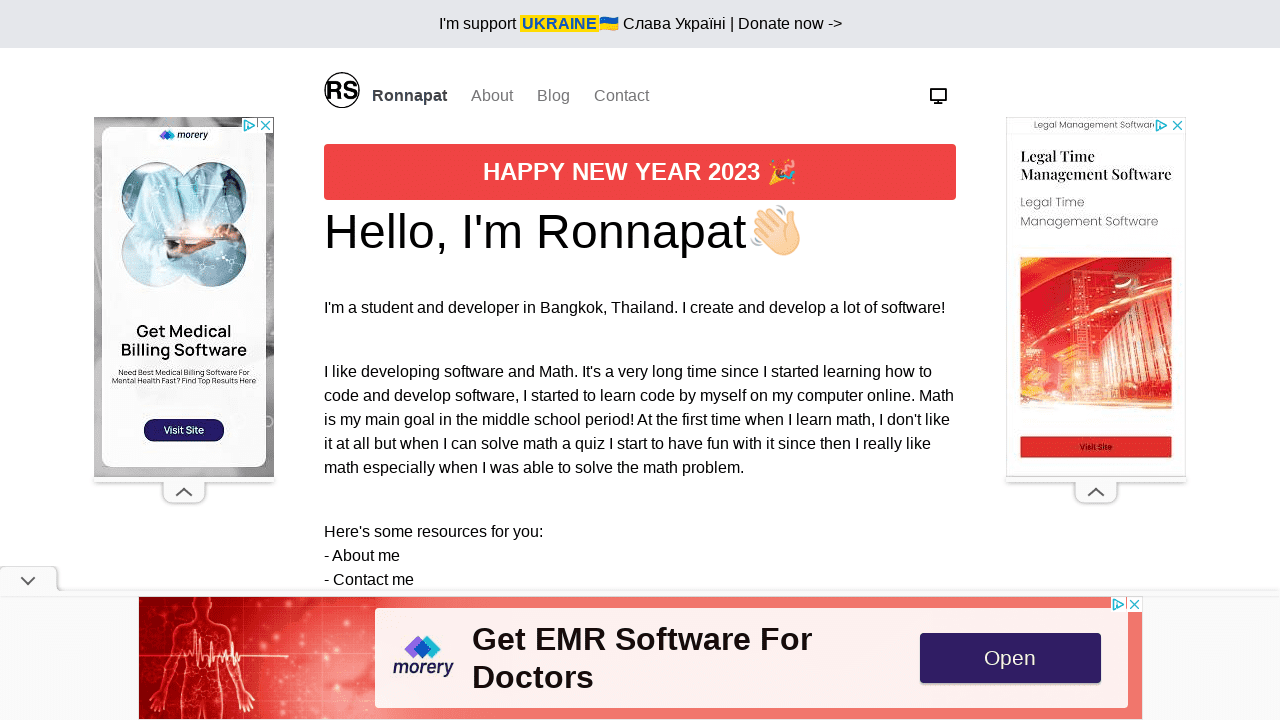 I'm support UKRAINE🇺🇦 Слава Україні | Donate now ->
RS
Ronnapat
About
Blog
Contact
HAPPY NEW YEAR 2023 🎉
Hello, I'm Ronnapat👋🏻
I'm a student and developer in Bangkok, Thailand. I create and develop a lot of software!
I like developing software and Math. It's a very long time since I started learning how to
code and develop software, I started to learn code by myself on my computer online. Math
is my main goal in the middle school period! At the first time when I learn math, I don't like
it at all but when I can solve math a quiz I start to have fun with it since then I really like
math especially when I was able to solve the math problem.
Here's some resources for you:
- About me
- Contact me
morery
Get Medical
Billing Software
Need Best Medical Billing Software For
Mental Health Fast? Find Top Results Here
Visit Site
Legal Management Software
Legal Time
Management Software
Legal Time
Management Software
Visit Site
morery
Get EMR Software For
Doctors
Open